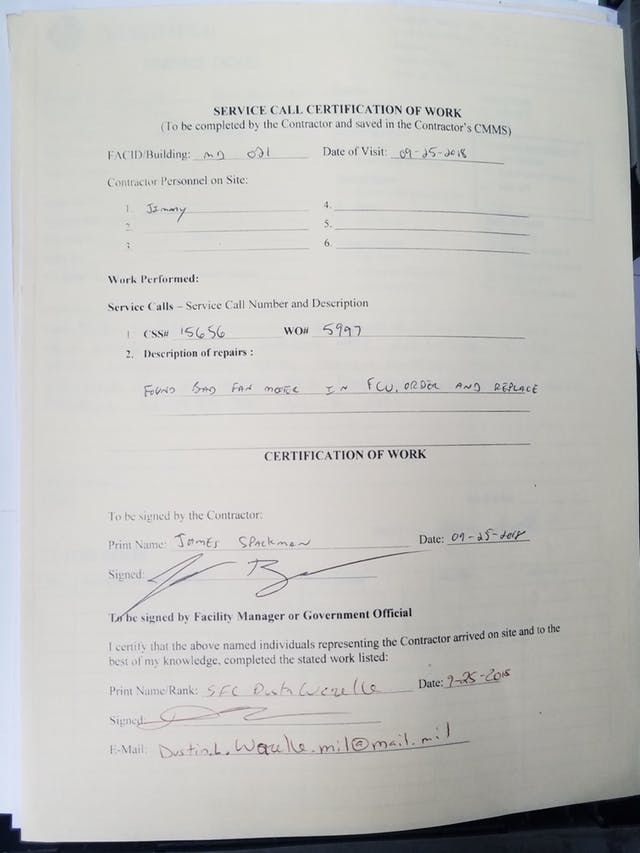 SERVICE CALL CERTIFICATION OF WORK
(To be completed by the Contractor and saved in the Contractor's CMMS)
FACID/Building: MD 021 Date of Visit: 09-25-2018
Contractor Personnel on Site:
1. Jimmy 4.
2. 5.
3 6.
Work Performed:
Service Calls – Service Call Number and Description
1 CSS# 15656 WO# 5997
2. Description of repairs :
FOUND BAD FAN MOTER IN FCU, ORDER AND REPLACE
CERTIFICATION OF WORK
To be signed by the Contractor:
Print Name: JAMES SPACKMAN Date: 09-25-2018
Signed:
To be signed by Facility Manager or Government Official
I certify that the above named individuals representing the Contractor arrived on site and to the
best of my knowledge, completed the stated work listed:
Print Name/Rank: SFC Date: 9-25-2018
Signed:
E-Mail: